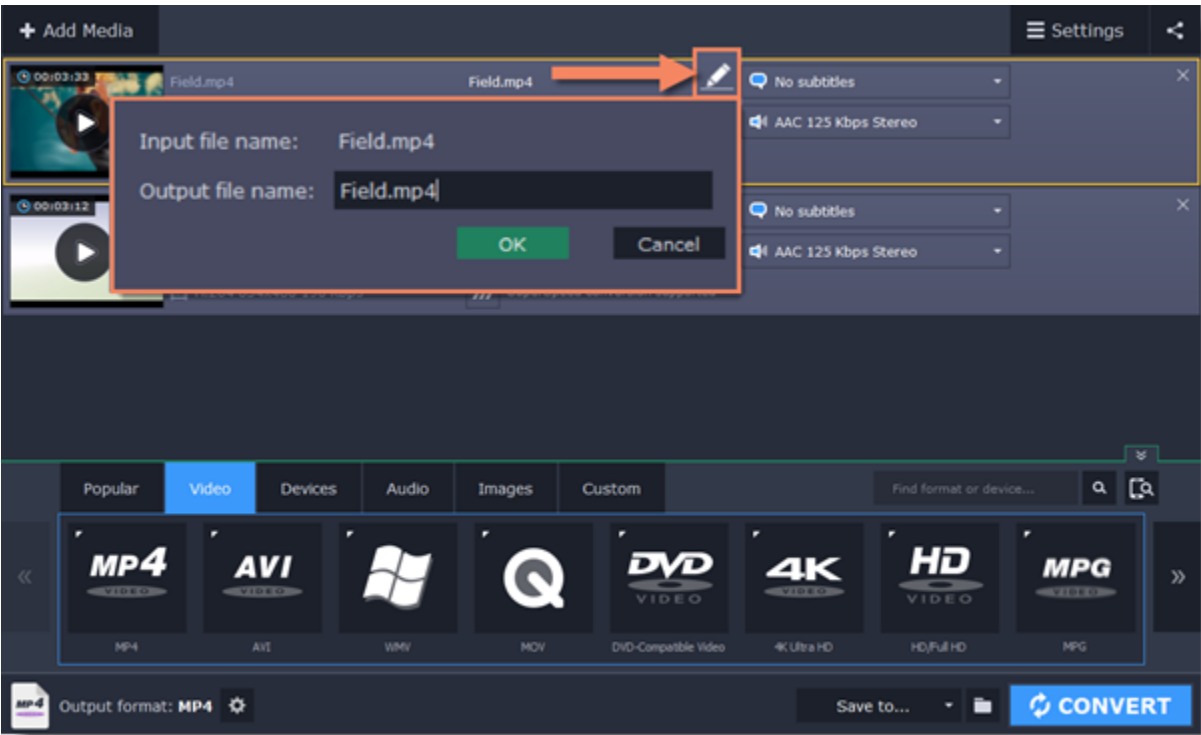 Add Media
Settings
00:03:33
Field.mp4
Field.mp4
No subtitles
AAC 125 Kbps Stereo
Input file name: Field.mp4
Output file name: Field.mp4
OK Cancel
00:03:12
No subtitles
AAC 125 Kbps Stereo
Popular Video Devices Audio Images Custom
Find format or device...
MP4 VIDEO
AVI VIDEO
DVD VIDEO
4K VIDEO
HD VIDEO
MPG VIDEO
MP4 AVI WMV MOV DVD-Compatible Video 4K Ultra HD HD/Full HD MPG
MP4
Output format: MP4
Save to...
CONVERT